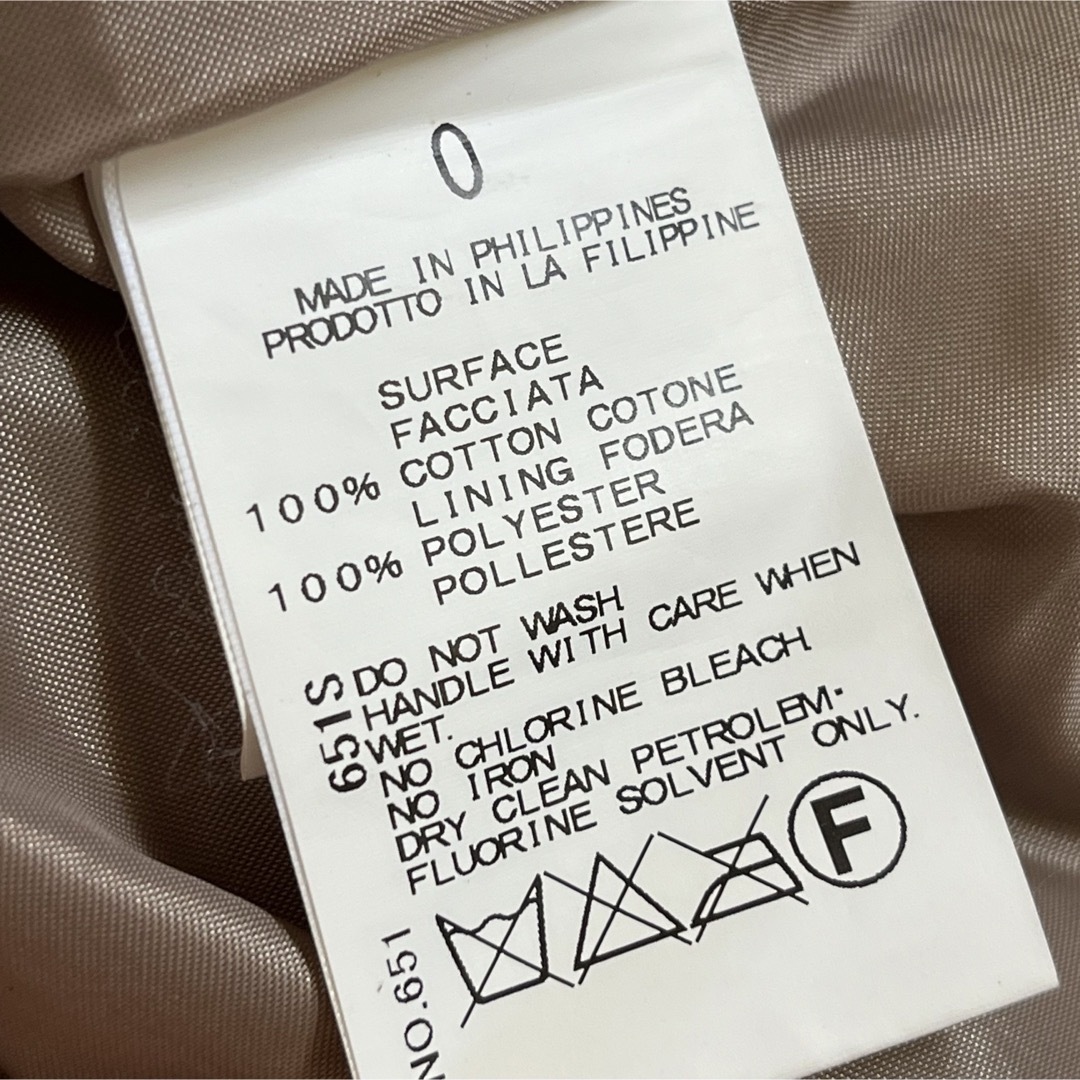 0
MADE IN PHILIPPINES
PRODOTTO IN LA FILIPPINE
SURFACE
FACCIATA
100% COTTON COTONE
LINING FODERA
100% POLYESTER
POLLESTERE
651S
DO NOT WASH.
HANDLE WITH CARE WHEN
WET.
NO CHLORINE BLEACH.
NO IRON
DRY CLEAN PETROLEM·
FLUORINE SOLVENT ONLY.
F
NO.651